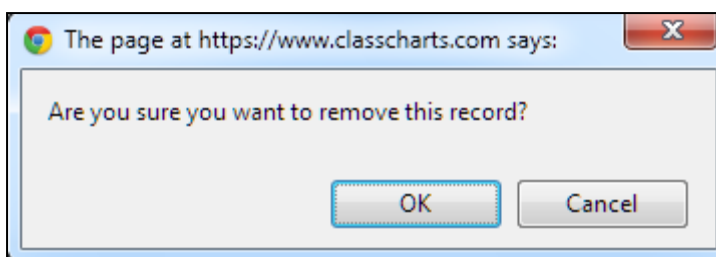 The page at https://www.classcharts.com says:
Are you sure you want to remove this record?
OK Cancel